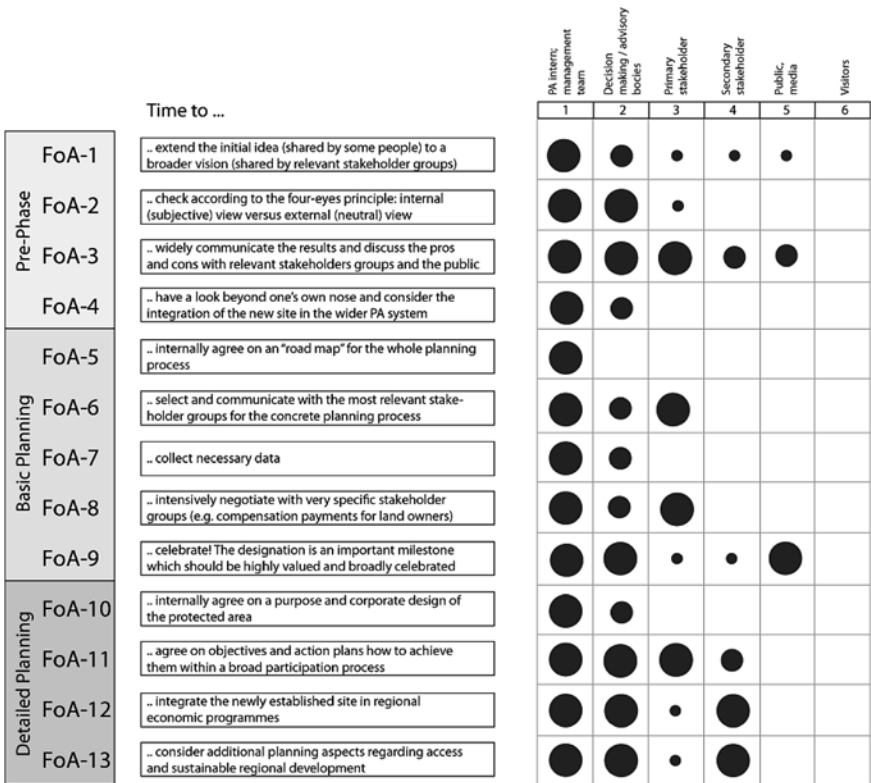 PA intern;
management
team
Decision
making / advisory
bocies
Primary
stakeholder
Secondary
stakeholder
Public,
media
Visitors
Time to ...
1 2 3 4 5 6
Pre-Phase
FoA-1
.. extend the initial idea (shared by some people) to a
broader vision (shared by relevant stakeholder groups)
FoA-2
.. check according to the four-eyes principle: internal
(subjective) view versus external (neutral) view
FoA-3
.. widely communicate the results and discuss the pros
and cons with relevant stakeholders groups and the public
FoA-4
.. have a look beyond one's own nose and consider the
integration of the new site in the wider PA system
Basic Planning
FoA-5
.. internally agree on an "road map" for the whole planning
process
FoA-6
.. select and communicate with the most relevant stake-
holder groups for the concrete planning process
FoA-7
.. collect necessary data
FoA-8
.. intensively negotiate with very specific stakeholder
groups (e.g. compensation payments for land owners)
FoA-9
.. celebrate! The designation is an important milestone
which should be highly valued and broadly celebrated
Detailed Planning
FoA-10
.. internally agree on a purpose and corporate design of
the protected area
FoA-11
.. agree on objectives and action plans how to achieve
them within a broad participation process
FoA-12
.. integrate the newly established site in regional
economic programmes
FoA-13
.. consider additional planning aspects regarding access
and sustainable regional development